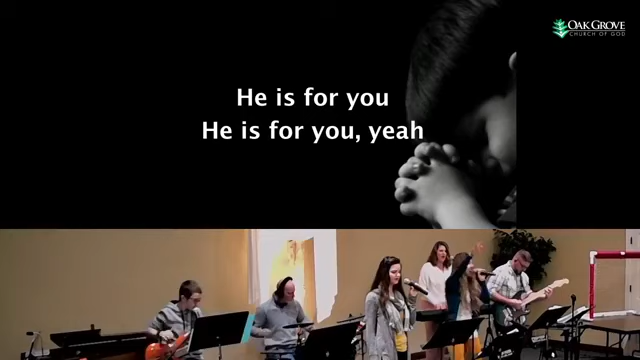 He is for you
He is for you, yeah
OAK GROVE
CHURCH OF GOD